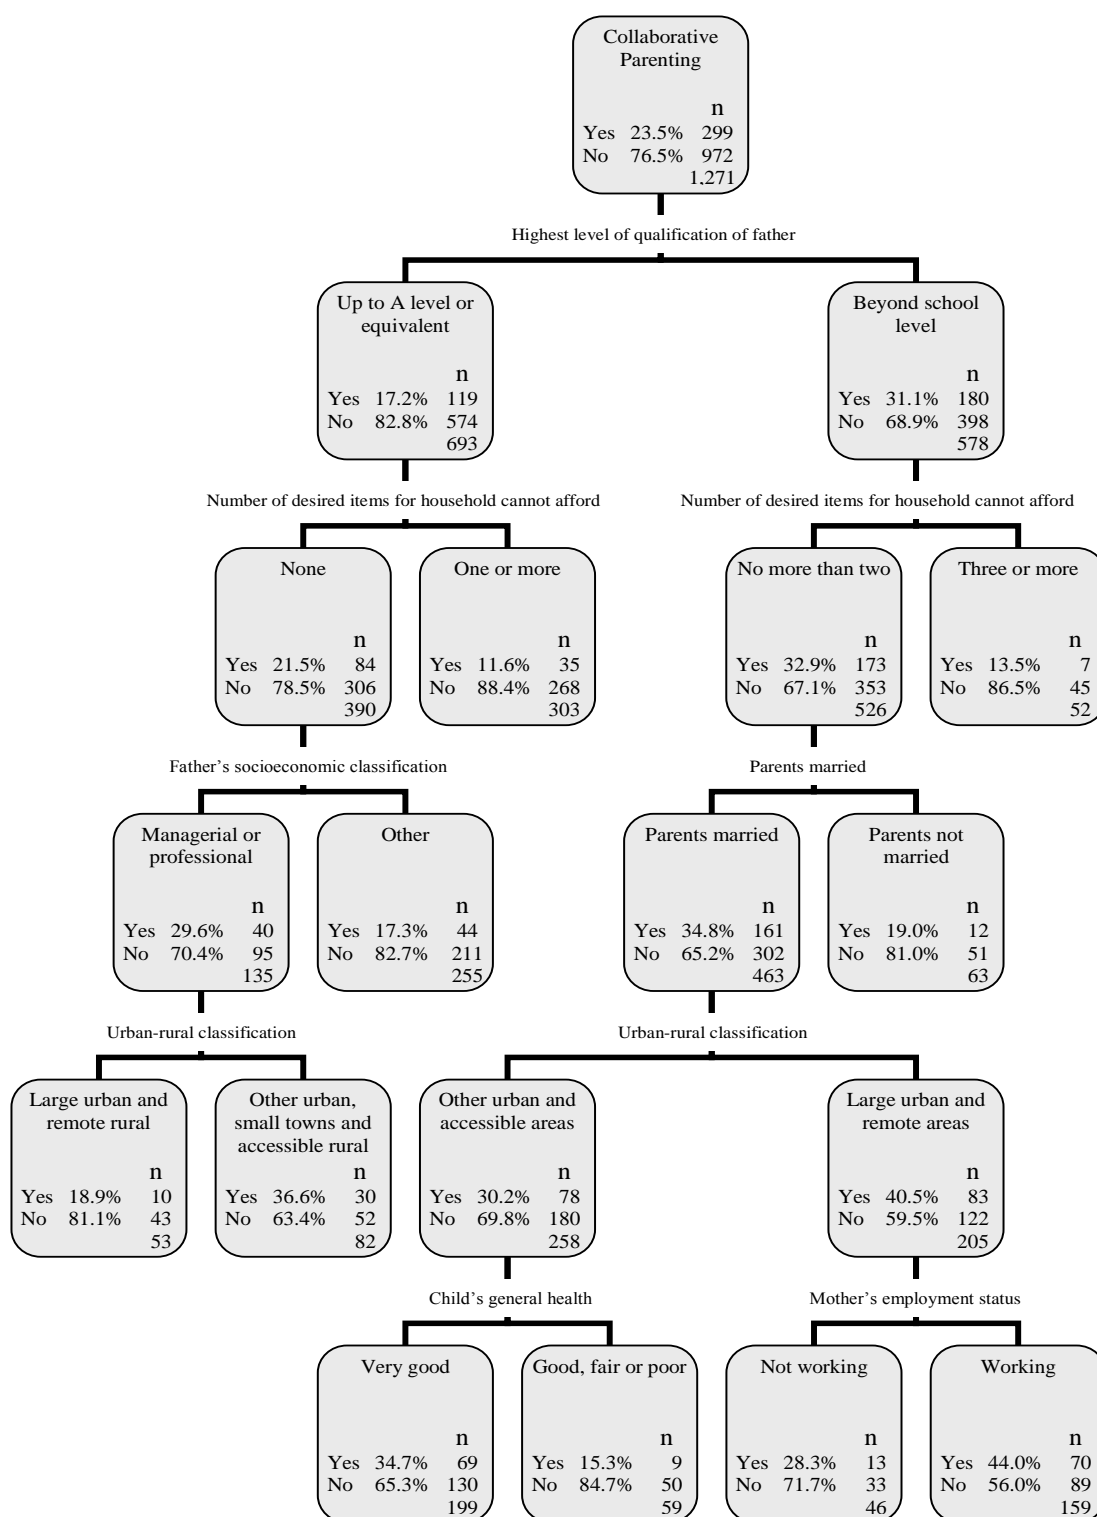 Collaborative
Parenting
n
Yes 23.5% 299
No 76.5% 972
1,271
Highest level of qualification of father
Up to A level or
equivalent
n
Yes 17.2% 119
No 82.8% 574
693
Beyond school
level
n
Yes 31.1% 180
No 68.9% 398
578
Number of desired items for household cannot afford
Number of desired items for household cannot afford
None
n
Yes 21.5% 84
No 78.5% 306
390
One or more
n
Yes 11.6% 35
No 88.4% 268
303
No more than two
n
Yes 32.9% 173
No 67.1% 353
526
Three or more
n
Yes 13.5% 7
No 86.5% 45
52
Father's socioeconomic classification
Parents married
Managerial or
professional
n
Yes 29.6% 40
No 70.4% 95
135
Other
n
Yes 17.3% 44
No 82.7% 211
255
Parents married
n
Yes 34.8% 161
No 65.2% 302
463
Parents not
married
n
Yes 19.0% 12
No 81.0% 51
63
Urban-rural classification
Urban-rural classification
Large urban and
remote rural
n
Yes 18.9% 10
No 81.1% 43
53
Other urban,
small towns and
accessible rural
n
Yes 36.6% 30
No 63.4% 52
82
Other urban and
accessible areas
n
Yes 30.2% 78
No 69.8% 180
258
Large urban and
remote areas
n
Yes 40.5% 83
No 59.5% 122
205
Child's general health
Mother's employment status
Very good
n
Yes 34.7% 69
No 65.3% 130
199
Good, fair or poor
n
Yes 15.3% 9
No 84.7% 50
59
Not working
n
Yes 28.3% 13
No 71.7% 33
46
Working
n
Yes 44.0% 70
No 56.0% 89
159